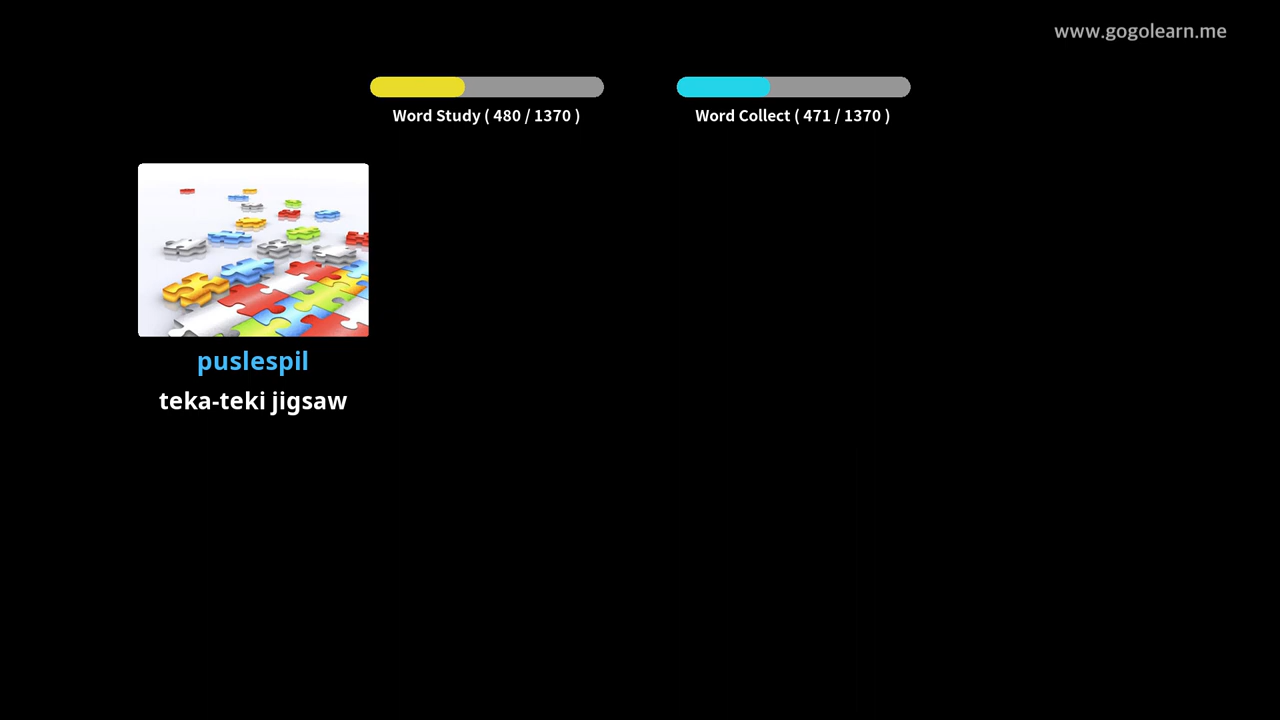 www.gogolearn.me
Word Study ( 480 / 1370 )
Word Collect ( 471 / 1370 )
puslespil
teka-teki jigsaw